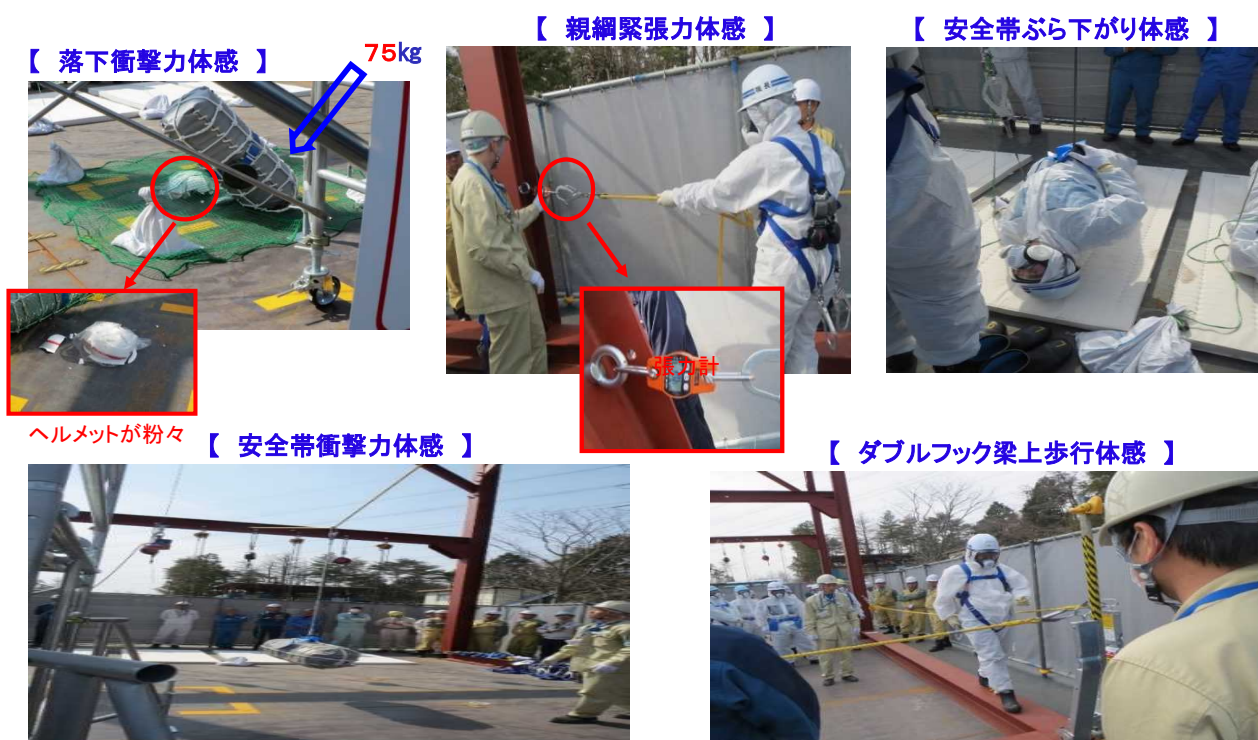 【 落下衝撃力体感 】
75kg
【 親綱緊張力体感 】
【 安全帯ぶら下がり体感 】
張力計
ヘルメットが粉々
【 安全帯衝撃力体感 】
【 ダブルフック梁上歩行体感 】